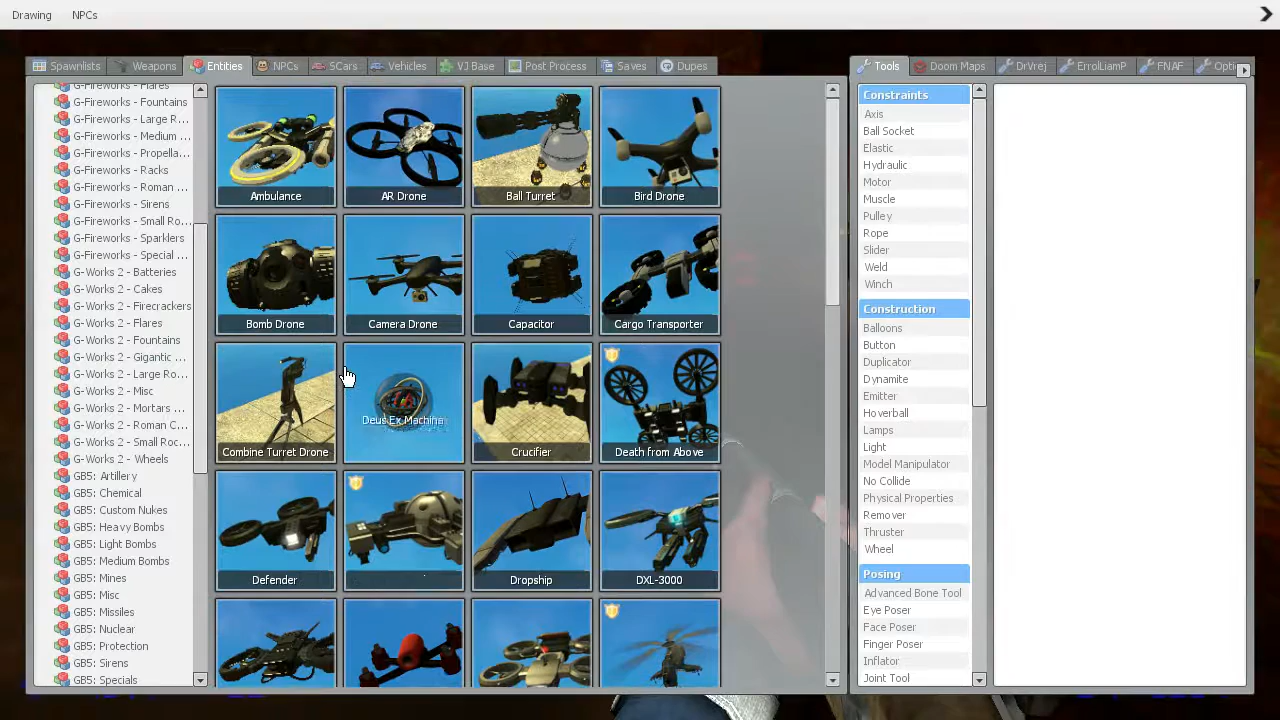 Drawing NPCs
Spawnlists Weapons Entities NPCs SCars Vehicles VJ Base Post Process Saves Dupes
Tools Doom Maps DrVrej ErrolLiamP FNAF Opti
G-Fireworks - Flares
G-Fireworks - Fountains
G-Fireworks - Large R...
G-Fireworks - Medium ...
G-Fireworks - Propella...
G-Fireworks - Racks
G-Fireworks - Roman ...
G-Fireworks - Sirens
G-Fireworks - Small Ro...
G-Fireworks - Sparklers
G-Fireworks - Special ...
G-Works 2 - Batteries
G-Works 2 - Cakes
G-Works 2 - Firecrackers
G-Works 2 - Flares
G-Works 2 - Fountains
G-Works 2 - Gigantic ...
G-Works 2 - Large Ro...
G-Works 2 - Misc
G-Works 2 - Mortars ...
G-Works 2 - Roman C...
G-Works 2 - Small Roc...
G-Works 2 - Wheels
GB5: Artillery
GB5: Chemical
GB5: Custom Nukes
GB5: Heavy Bombs
GB5: Light Bombs
GB5: Medium Bombs
GB5: Mines
GB5: Misc
GB5: Missiles
GB5: Nuclear
GB5: Protection
GB5: Sirens
GB5: Specials
Ambulance AR Drone Ball Turret Bird Drone
Bomb Drone Camera Drone Capacitor Cargo Transporter
Deus Ex Machina
Combine Turret Drone Crucifier Death from Above
Defender Dropship DXL-3000
Constraints
Axis
Ball Socket
Elastic
Hydraulic
Motor
Muscle
Pulley
Rope
Slider
Weld
Winch
Construction
Balloons
Button
Duplicator
Dynamite
Emitter
Hoverball
Lamps
Light
Model Manipulator
No Collide
Physical Properties
Remover
Thruster
Wheel
Posing
Advanced Bone Tool
Eye Poser
Face Poser
Finger Poser
Inflator
Joint Tool